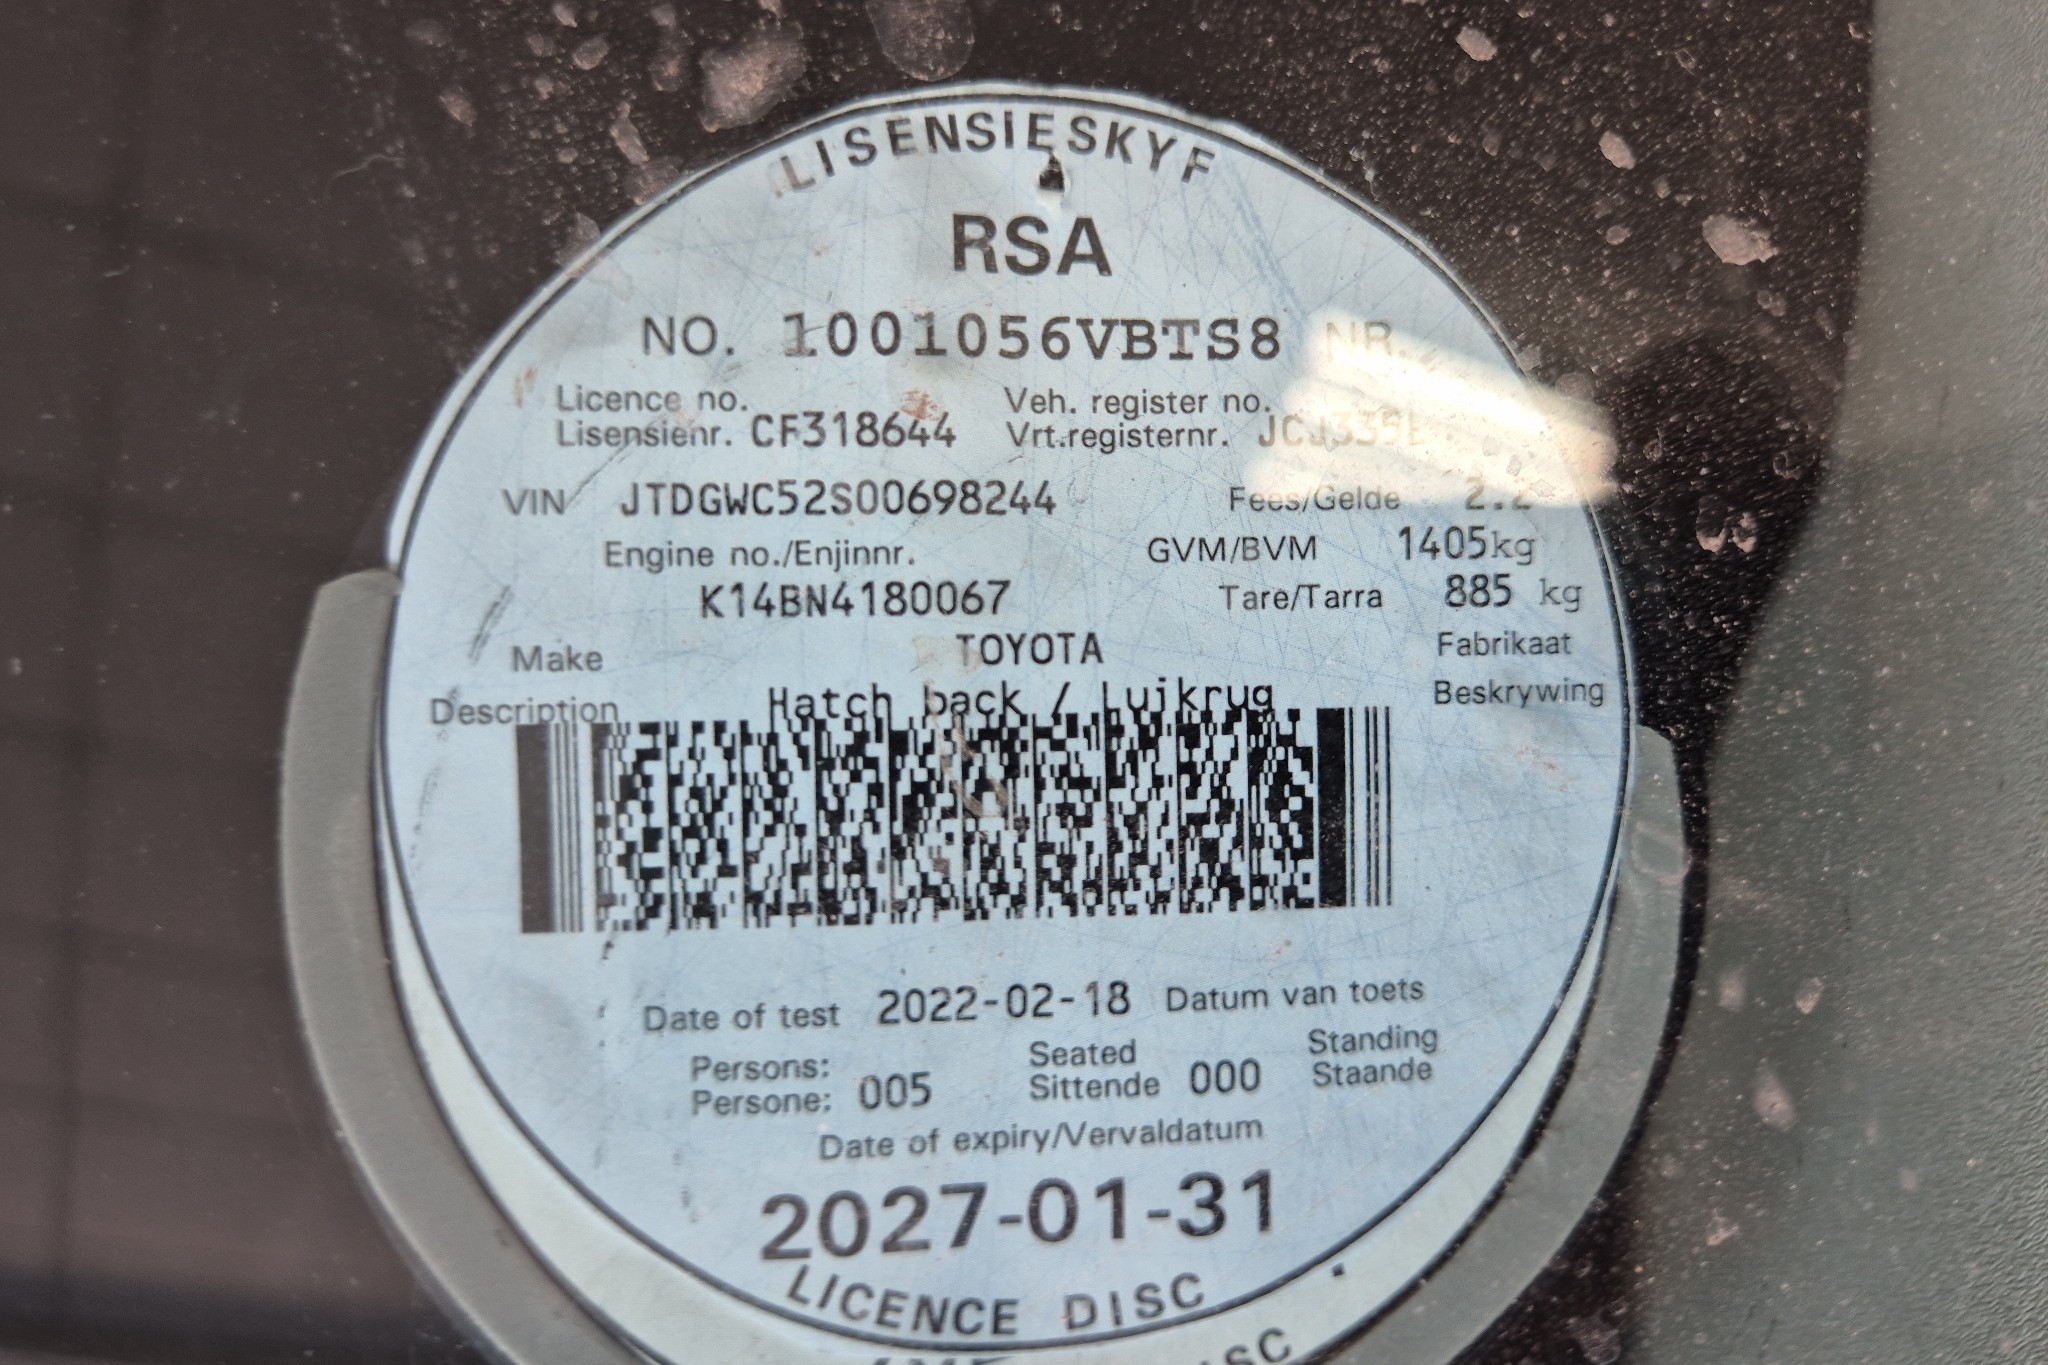 LISENSIESKYF
RSA
NO. 1001056VBTS8 NR.
Licence no. Veh. register no.
Lisensienr. CF318644 Vrt.registernr.
VIN JTDGWC52S00698244 Fees/Gelde
Engine no./Enjinnr. GVM/BVM 1405kg
K14BN4180067 Tare/Tarra 885 kg
Make TOYOTA Fabrikaat
Description Hatch back / Luikrug Beskrywing
Date of test 2022-02-18 Datum van toets
Persons: Seated Standing
Persone: 005 Sittende 000 Staande
Date of expiry/Vervaldatum
2027-01-31
LICENCE DISC